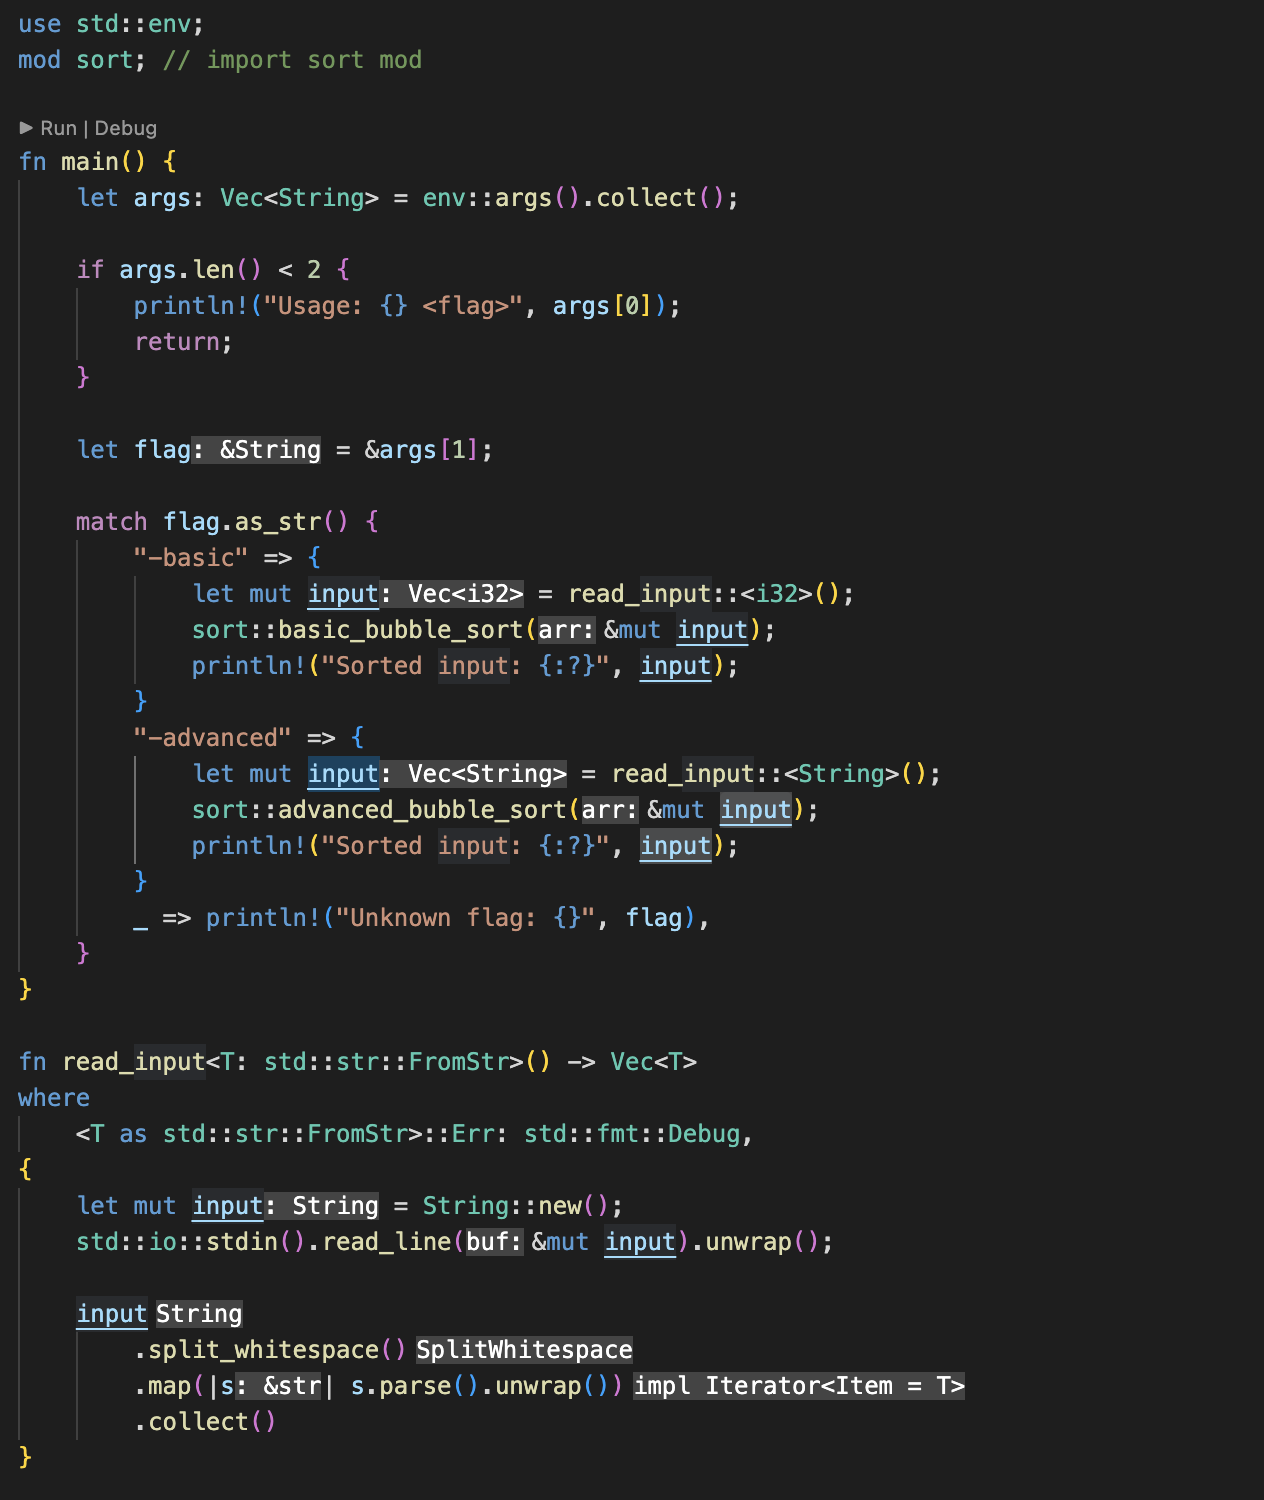 use std::env;
mod sort; // import sort mod
▶ Run | Debug
fn main() {
    let args: Vec<String> = env::args().collect();
    if args.len() < 2 {
        println!("Usage: {} <flag>", args[0]);
        return;
    }
    let flag: &String = &args[1];
    match flag.as_str() {
        "-basic" => {
            let mut input: Vec<i32> = read_input::<i32>();
            sort::basic_bubble_sort(arr: &mut input);
            println!("Sorted input: {:?}", input);
        }
        "-advanced" => {
            let mut input: Vec<String> = read_input::<String>();
            sort::advanced_bubble_sort(arr: &mut input);
            println!("Sorted input: {:?}", input);
        }
        _ => println!("Unknown flag: {}", flag),
    }
}
fn read_input<T: std::str::FromStr>() -> Vec<T>
where
    <T as std::str::FromStr>::Err: std::fmt::Debug,
{
    let mut input: String = String::new();
    std::io::stdin().read_line(buf: &mut input).unwrap();
    input String
        .split_whitespace() SplitWhitespace
        .map(|s: &str| s.parse().unwrap()) impl Iterator<Item = T>
        .collect()
}